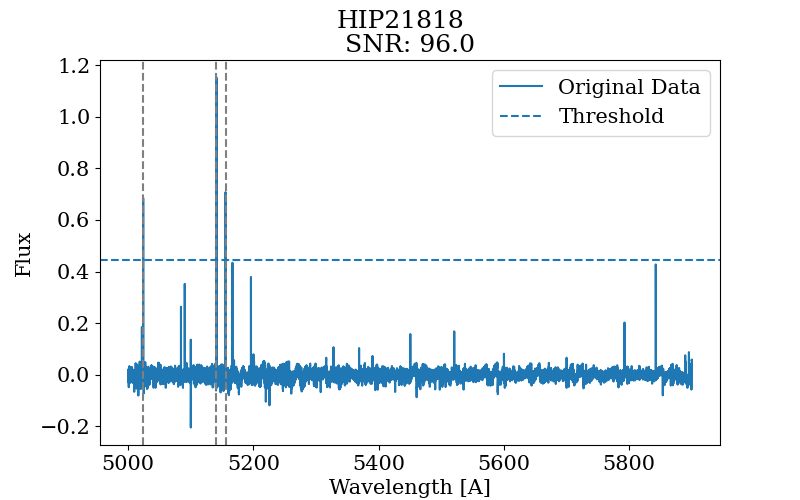 HIP21818
SNR: 96.0
Original Data
Threshold
1.2
1.0
0.8
0.6
0.4
0.2
0.0
−0.2
Flux
5000 5200 5400 5600 5800
Wavelength [A]